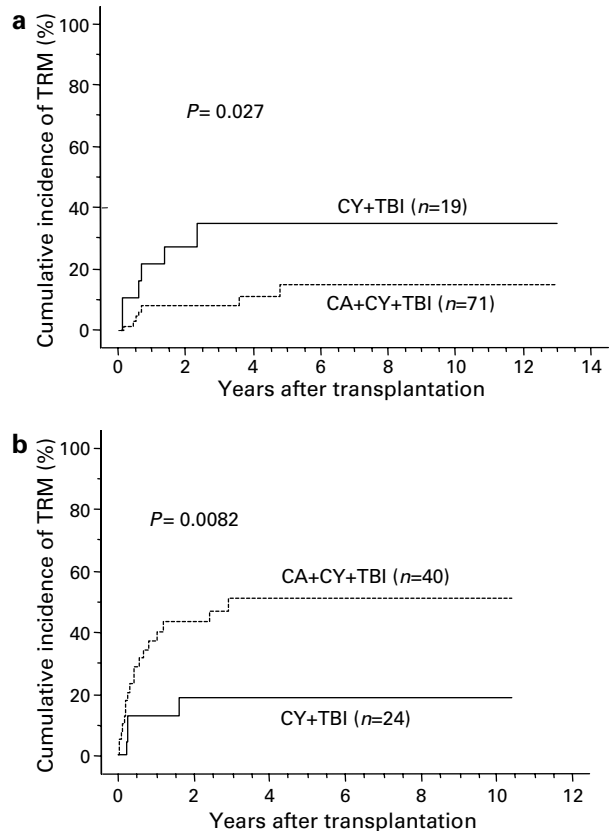 a
Cumulative incidence of TRM (%)
100
80
60
40
20
0
P= 0.027
CY+TBI (n=19)
CA+CY+TBI (n=71)
0 2 4 6 8 10 12 14
Years after transplantation
b
Cumulative incidence of TRM (%)
100
80
60
40
20
0
P= 0.0082
CA+CY+TBI (n=40)
CY+TBI (n=24)
0 2 4 6 8 10 12
Years after transplantation